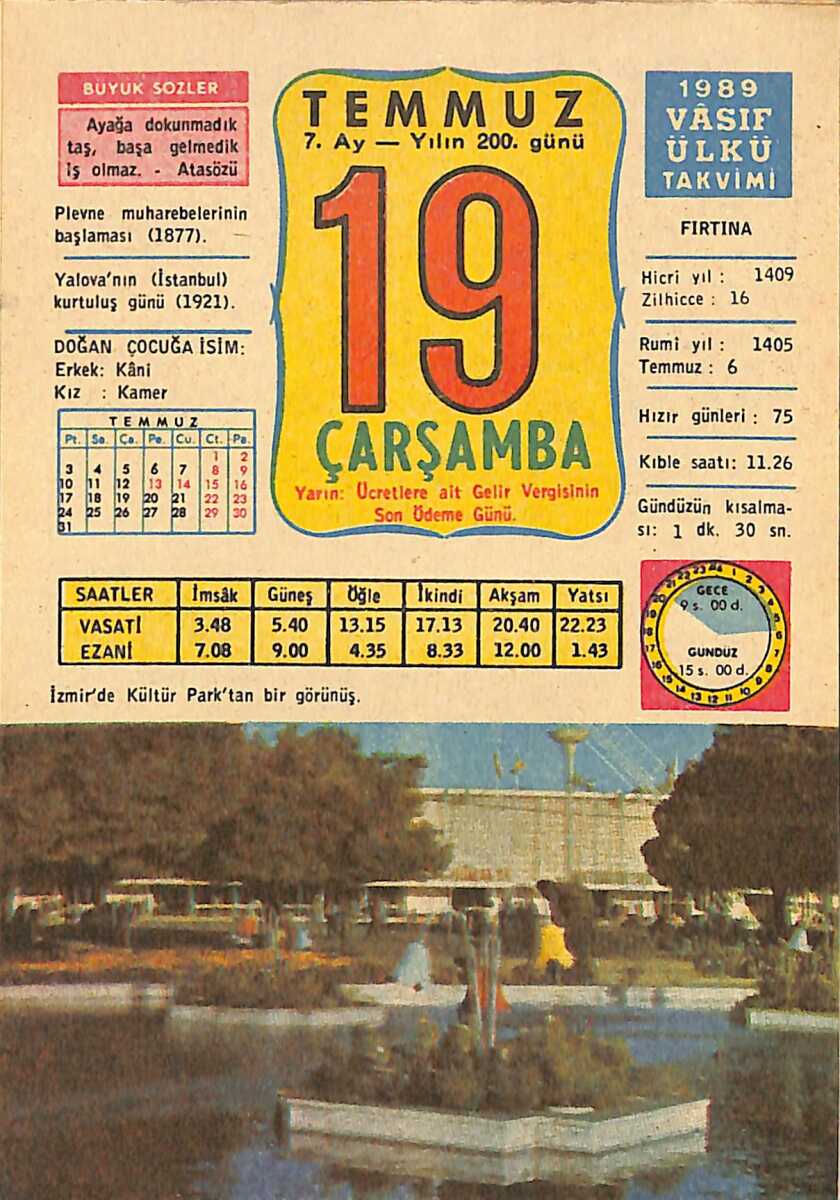 BÜYÜK SÖZLER
Ayağa dokunmadık
taş, başa gelmedik
iş olmaz. - Atasözü
Plevne muharebelerinin
başlaması (1877).
Yalova'nın (İstanbul)
kurtuluş günü (1921).
DOĞAN ÇOCUĞA İSİM:
Erkek: Kâni
Kız : Kamer
TEMMUZ
Pt. Sa. Ça. Pe. Cu. Ct. Pa.
1 2
3 4 5 6 7 8 9
10 11 12 13 14 15 16
17 18 19 20 21 22 23
24 25 26 27 28 29 30
31
TEMMUZ
7. Ay — Yılın 200. günü
19
ÇARŞAMBA
Yarın: Ücretlere ait Gelir Vergisinin
Son Ödeme Günü.
1989
VÂSIF
ÜLKÜ
TAKVİMİ
FIRTINA
Hicri yıl : 1409
Zilhicce : 16
Rumi yıl : 1405
Temmuz : 6
Hızır günleri : 75
Kıble saatı: 11.26
Gündüzün kısalma-
sı: 1 dk. 30 sn.
SAATLER İmsâk Güneş Öğle İkindi Akşam Yatsı
VASATİ 3.48 5.40 13.15 17.13 20.40 22.23
EZANİ 7.08 9.00 4.35 8.33 12.00 1.43
GECE
9 s. 00 d.
GÜNDÜZ
15 s. 00 d.
İzmir'de Kültür Park'tan bir görünüş.